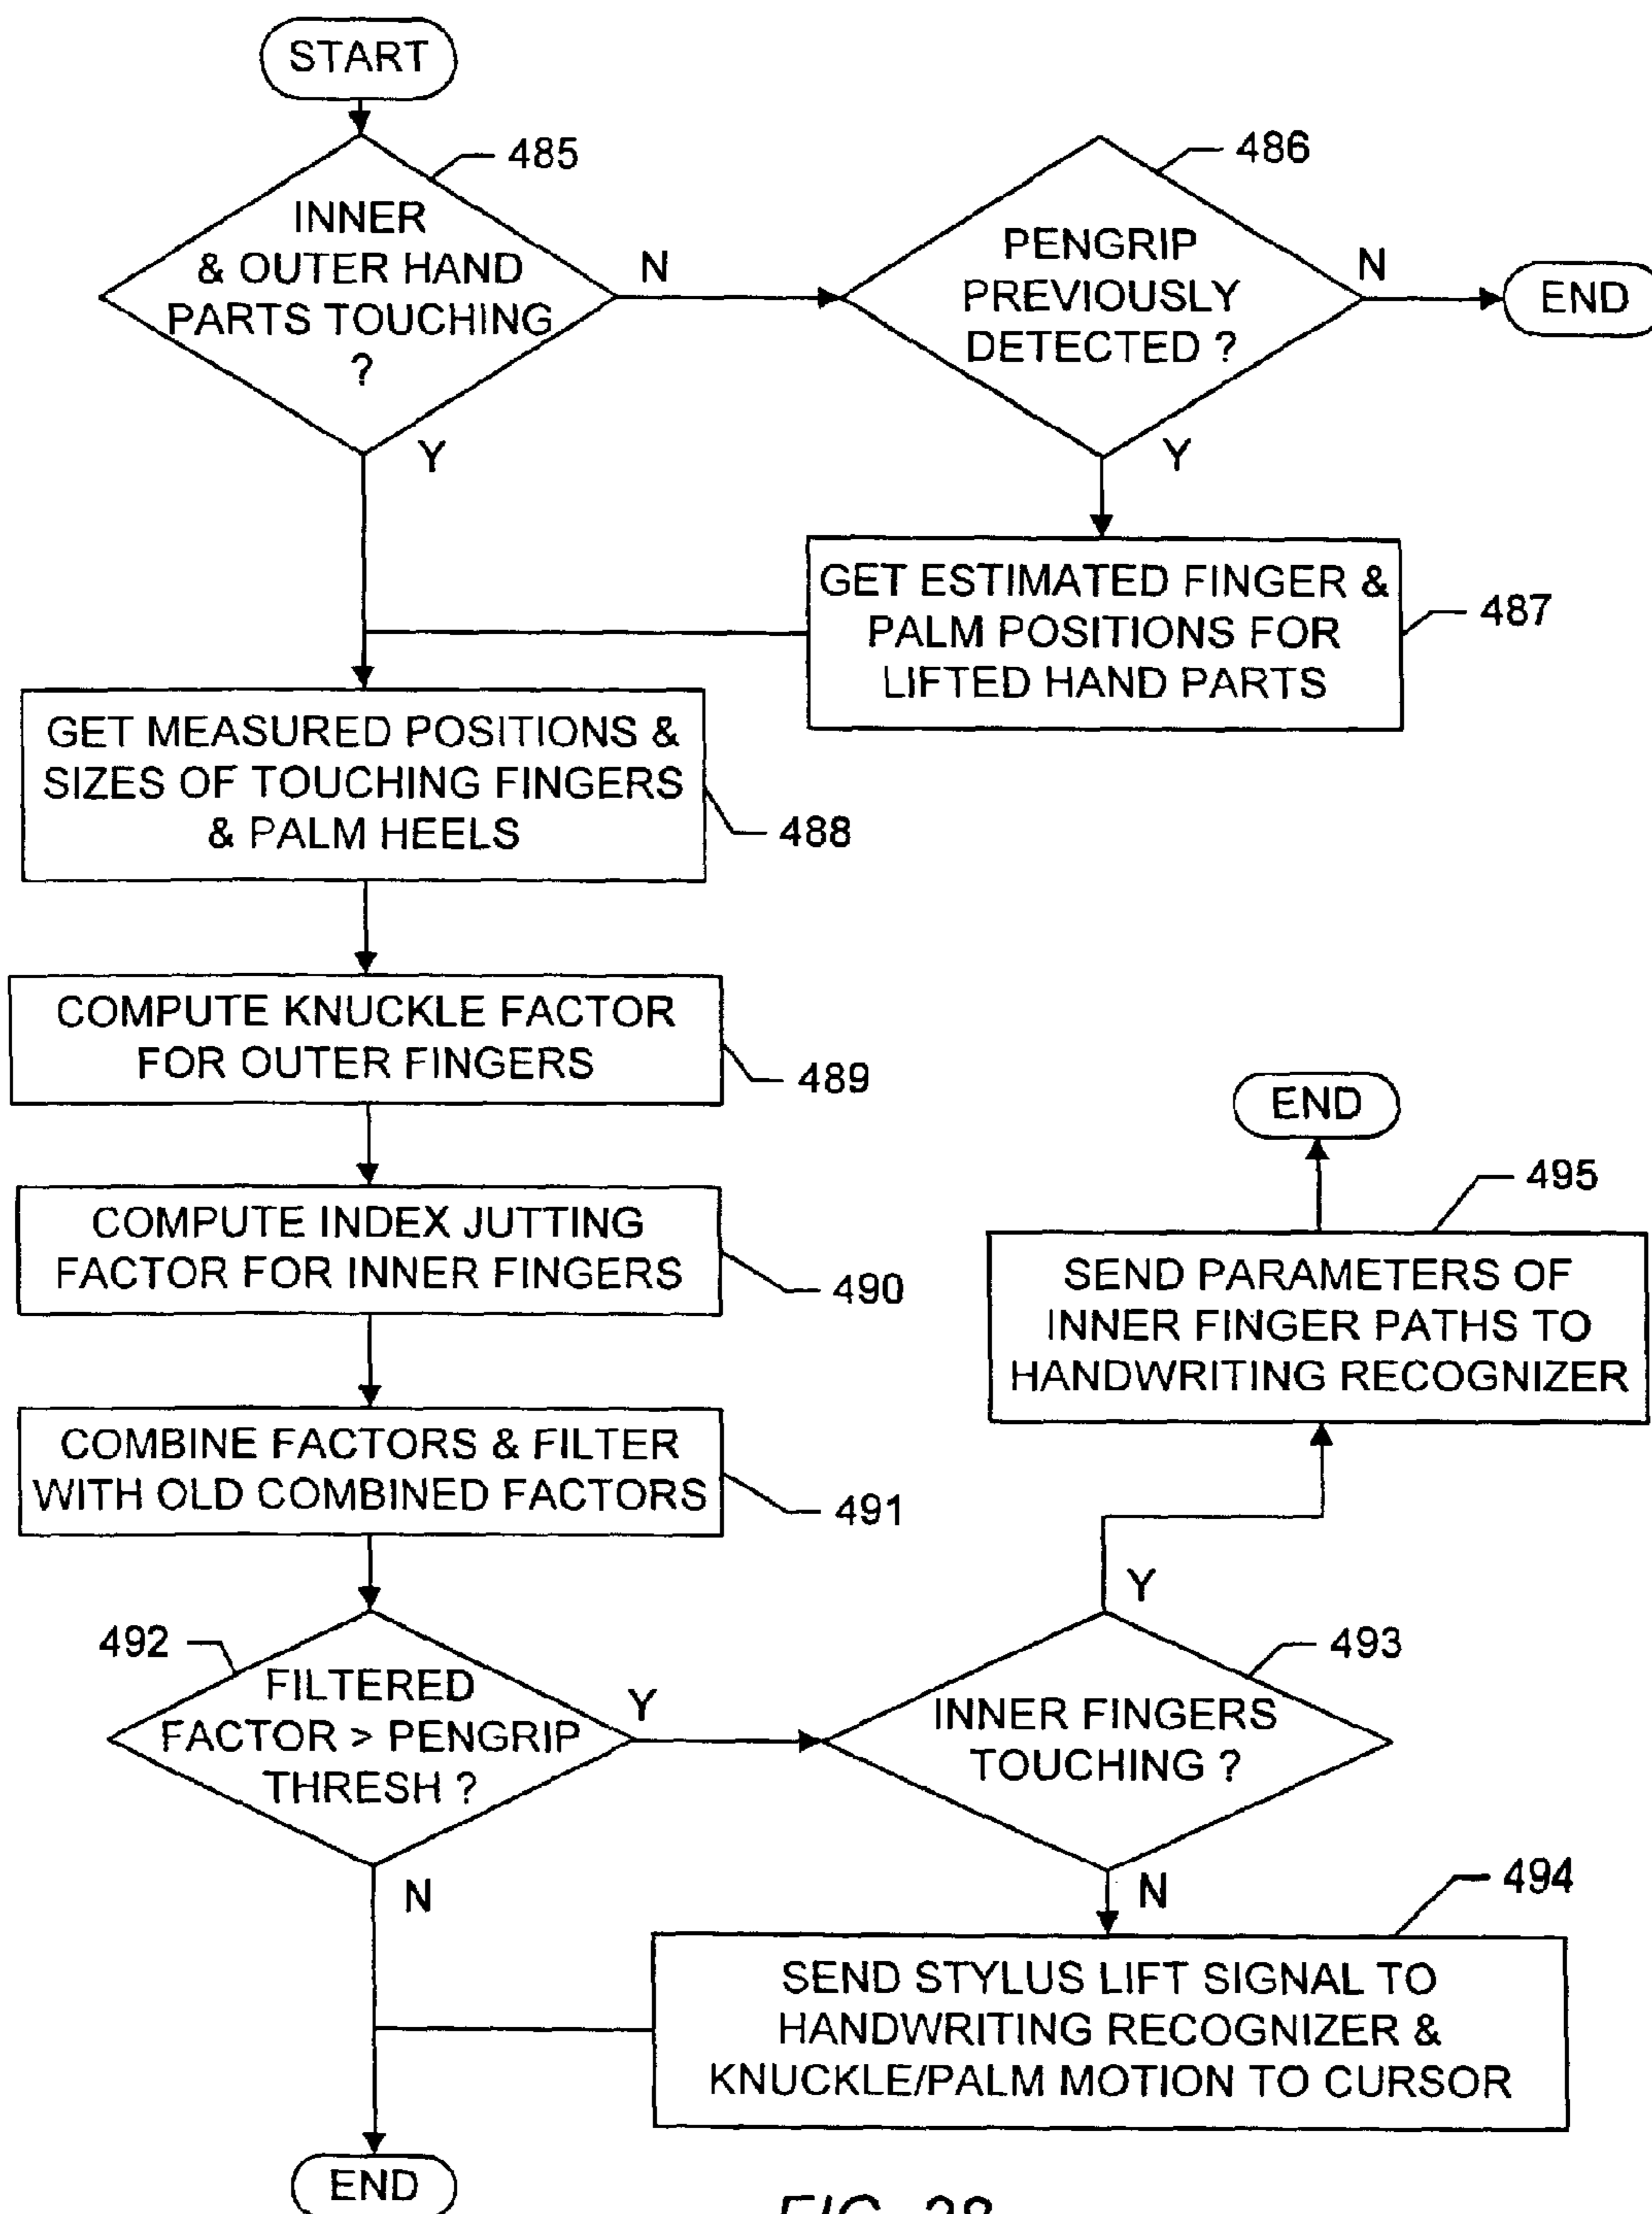 START
485
INNER
& OUTER HAND
PARTS TOUCHING
?
N
Y
486
PENGRIP
PREVIOUSLY
DETECTED ?
N
END
Y
GET ESTIMATED FINGER &
PALM POSITIONS FOR
LIFTED HAND PARTS
487
GET MEASURED POSITIONS &
SIZES OF TOUCHING FINGERS
& PALM HEELS
488
COMPUTE KNUCKLE FACTOR
FOR OUTER FINGERS
489
COMPUTE INDEX JUTTING
FACTOR FOR INNER FINGERS
490
COMBINE FACTORS & FILTER
WITH OLD COMBINED FACTORS
491
492
FILTERED
FACTOR > PENGRIP
THRESH ?
Y
N
493
INNER FINGERS
TOUCHING ?
Y
N
END
495
SEND PARAMETERS OF
INNER FINGER PATHS TO
HANDWRITING RECOGNIZER
494
SEND STYLUS LIFT SIGNAL TO
HANDWRITING RECOGNIZER &
KNUCKLE/PALM MOTION TO CURSOR
END
FIG. 38